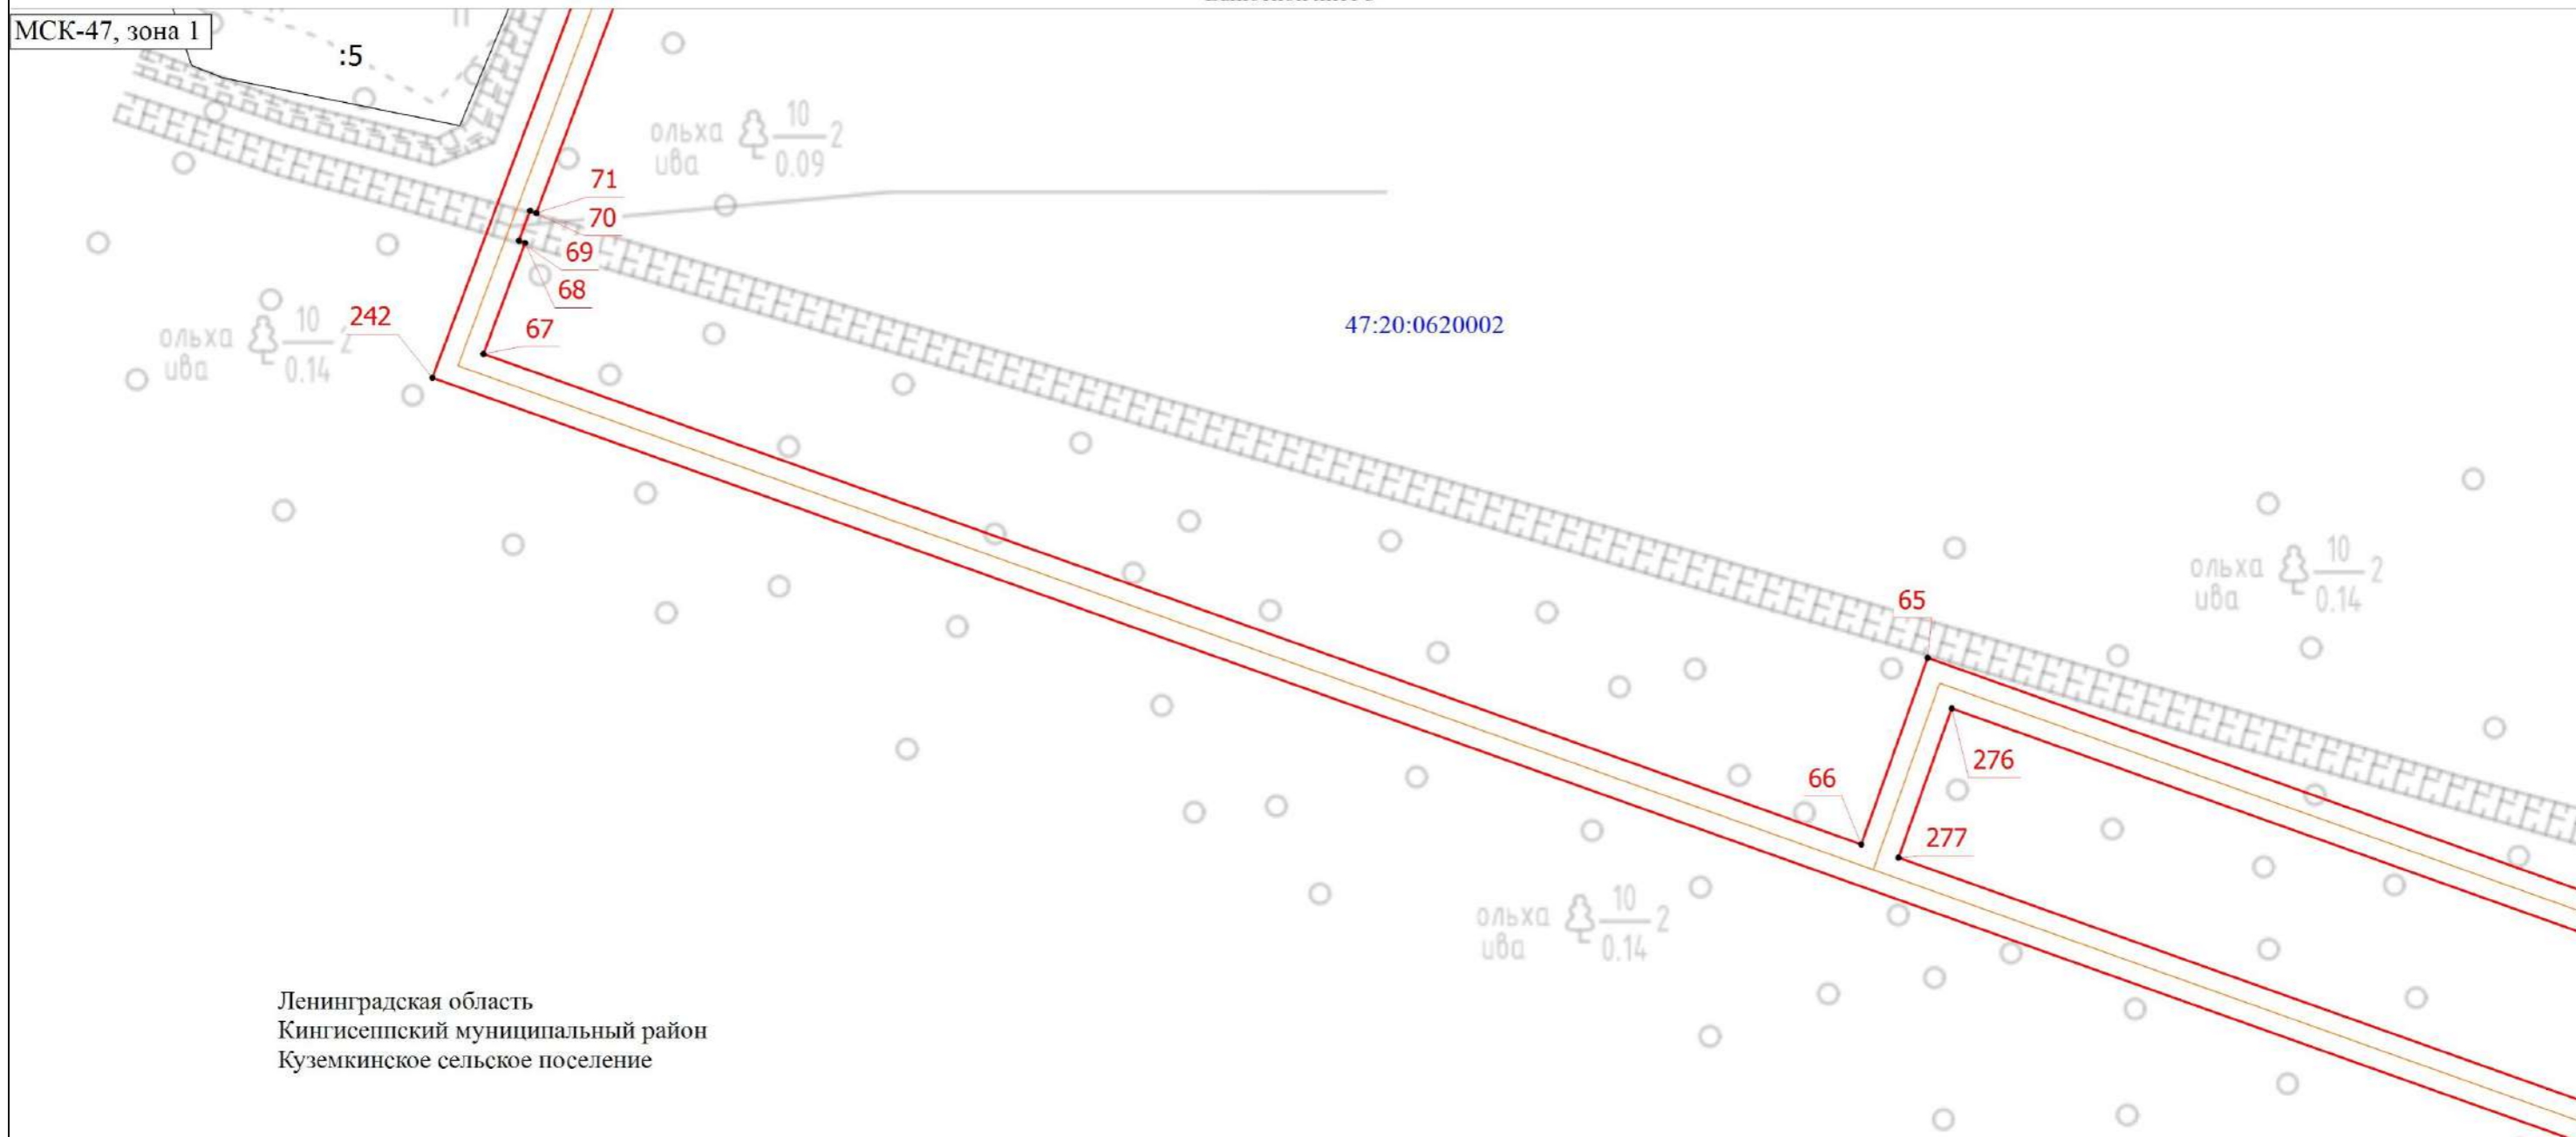 МСК-47, зона 1
:5
ольха 10 2
ива 0.09
71
70
69
68
67
242
ольха 10 2
ива 0.14
47:20:0620002
65
ольха 10 2
ива 0.14
276
66
277
ольха 10 2
ива 0.14
Ленинградская область
Кингисеппский муниципальный район
Куземкинское сельское поселение